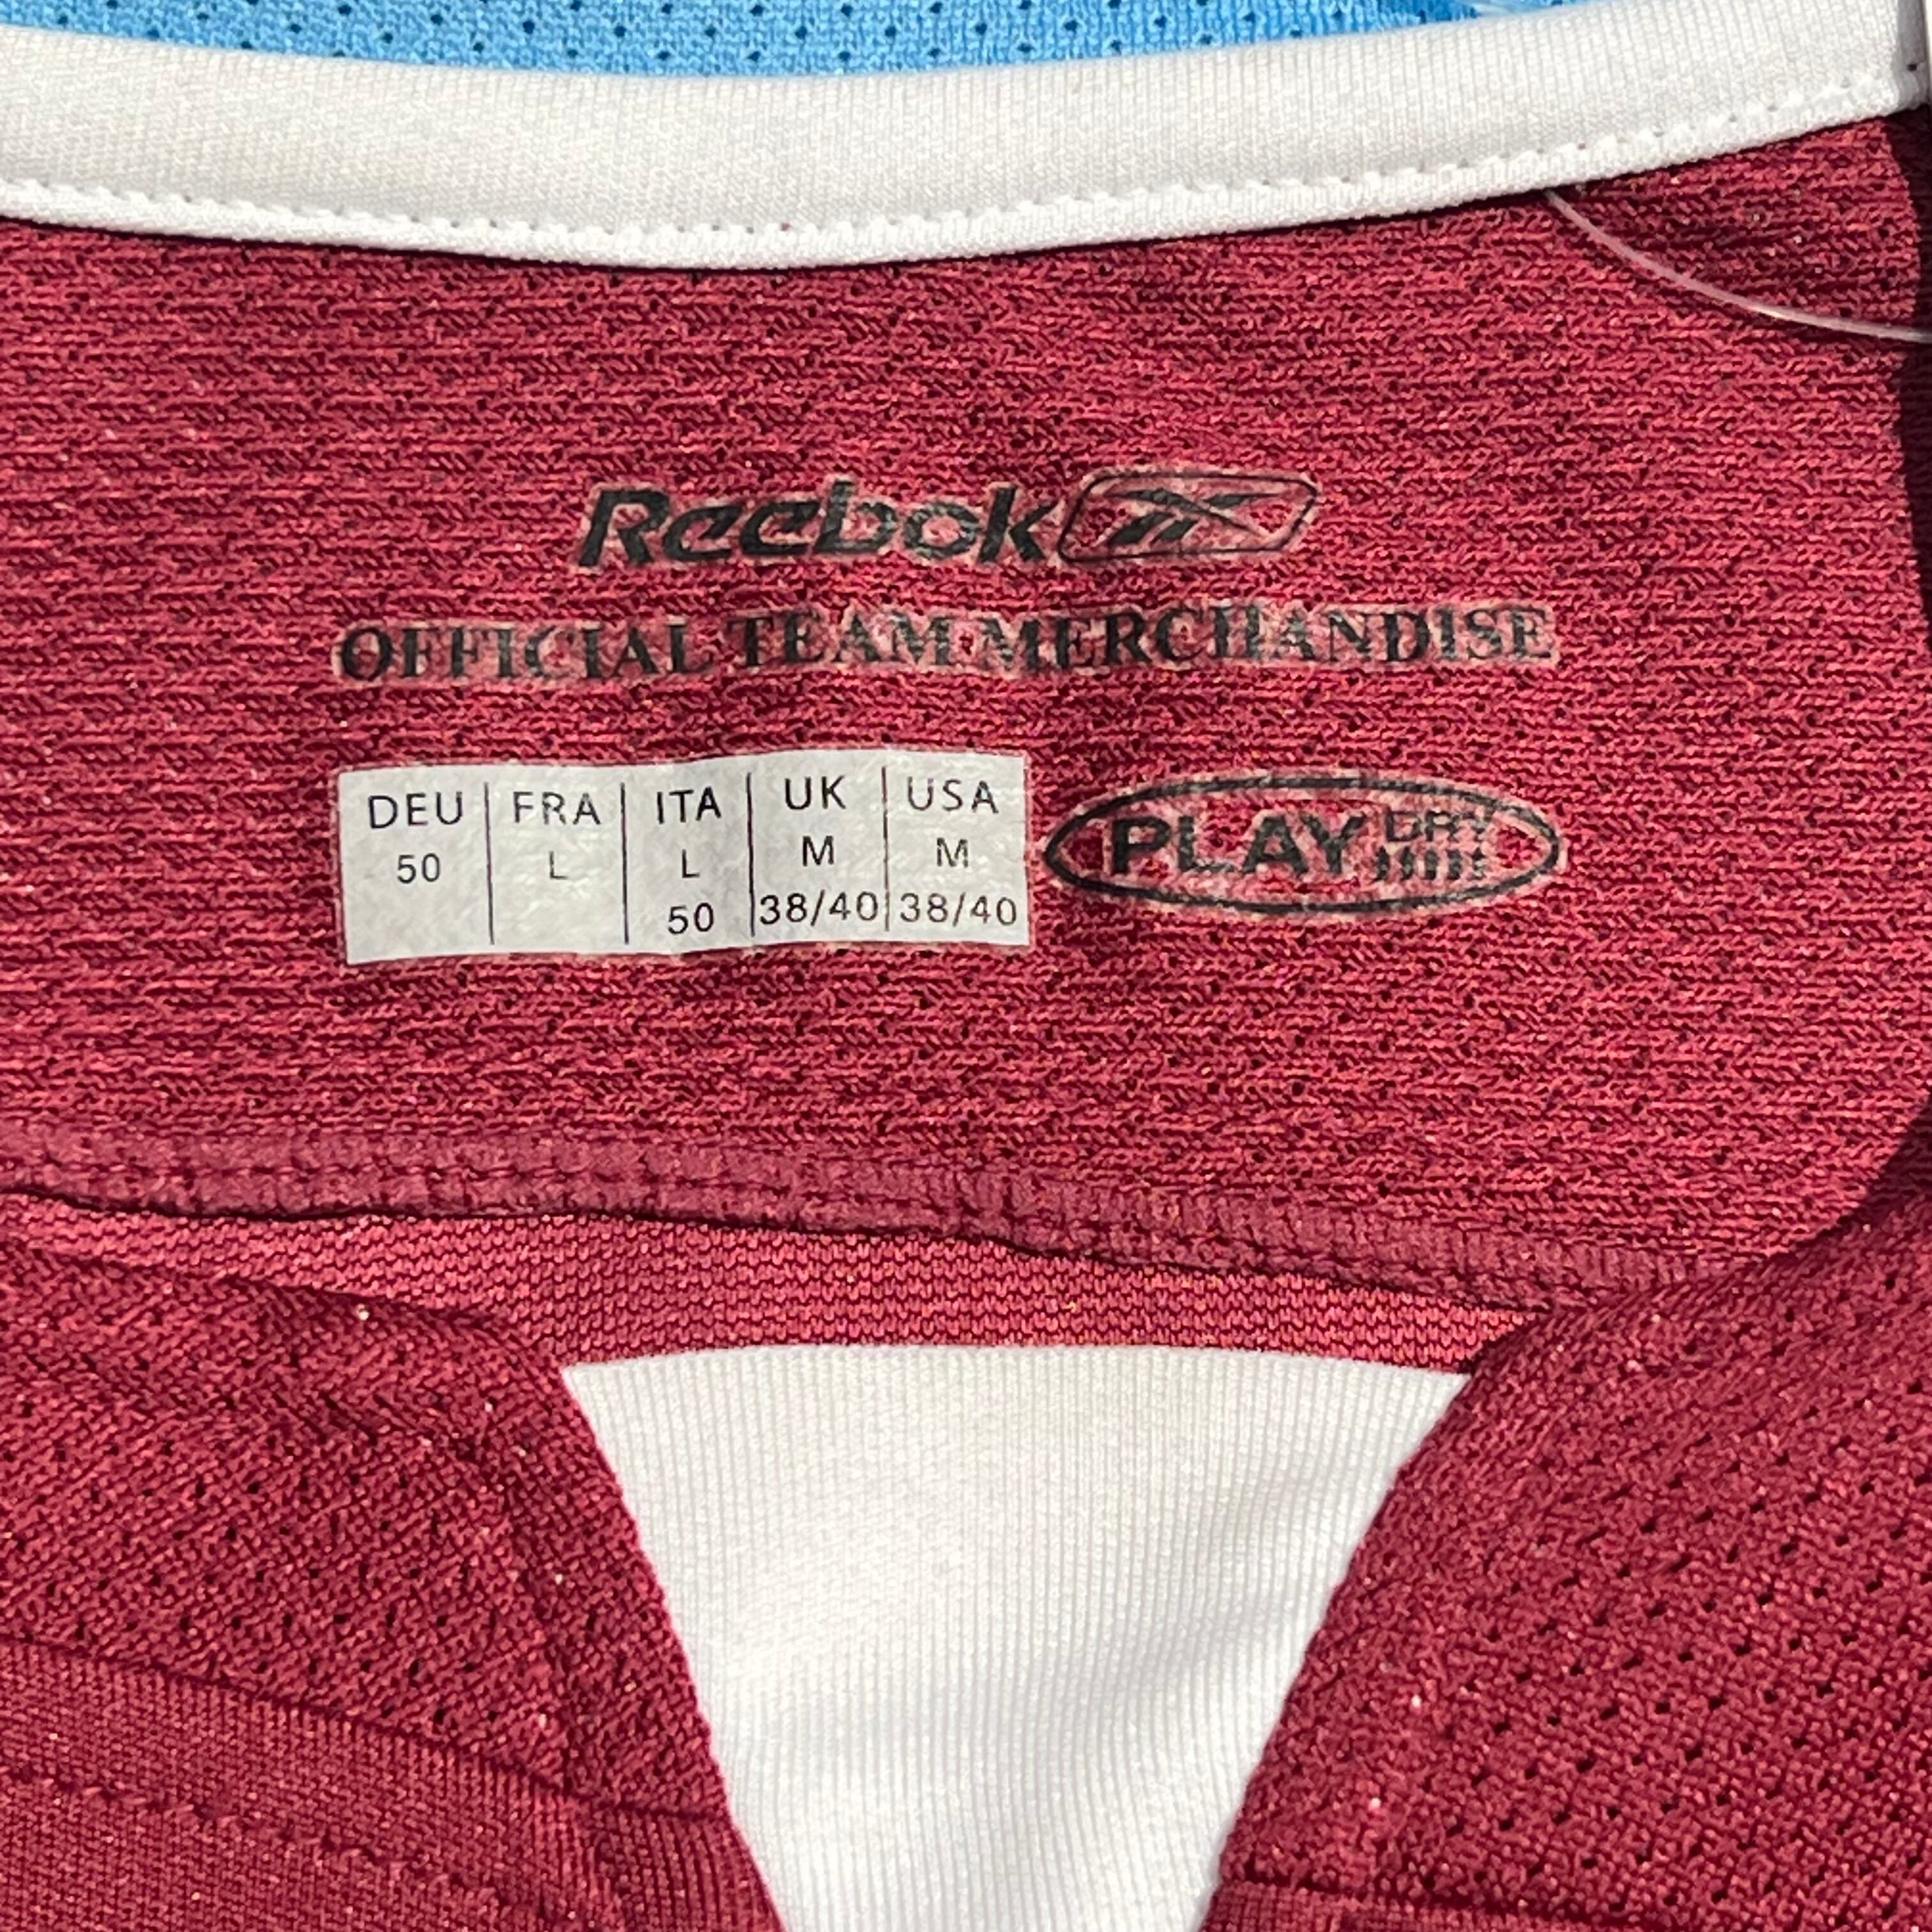 Reebok
OFFICIAL TEAM MERCHANDISE
DEU FRA ITA UK USA
50 L L M M
50 38/40 38/40
PLAY DRY